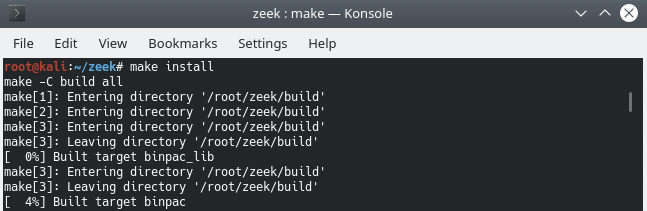 zeek : make — Konsole
File Edit View Bookmarks Settings Help
root@kali:~/zeek# make install
make -C build all
make[1]: Entering directory '/root/zeek/build'
make[2]: Entering directory '/root/zeek/build'
make[3]: Entering directory '/root/zeek/build'
make[3]: Leaving directory '/root/zeek/build'
[  0%] Built target binpac_lib
make[3]: Entering directory '/root/zeek/build'
make[3]: Leaving directory '/root/zeek/build'
[  4%] Built target binpac